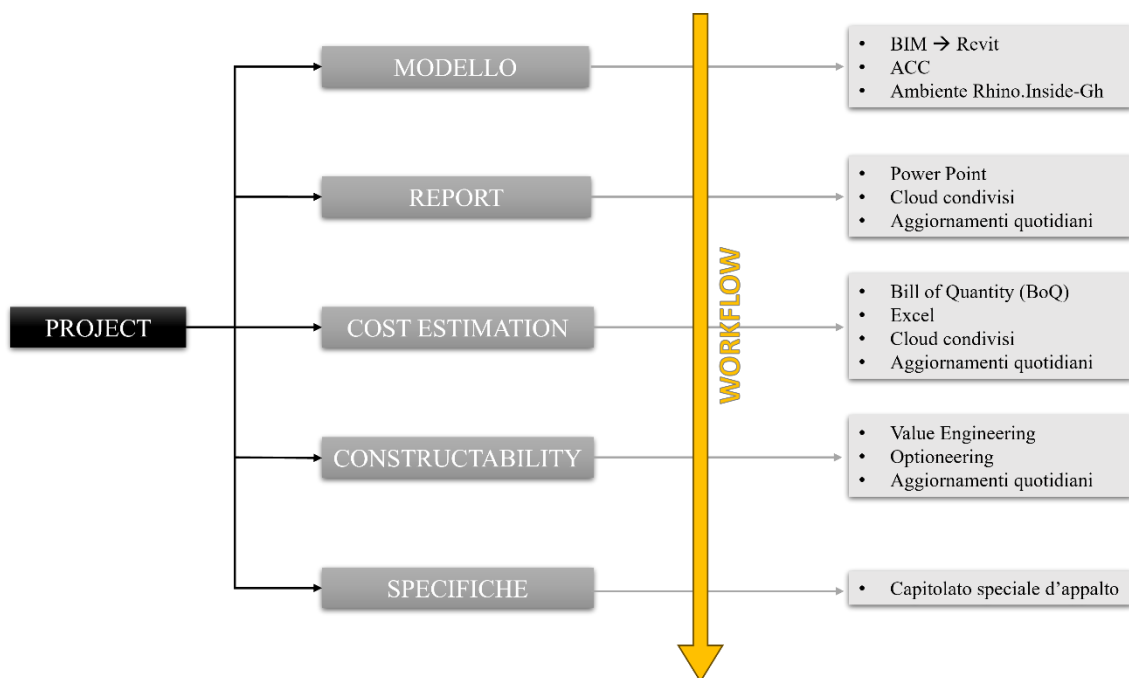 MODELLO
• BIM → Revit
• ACC
• Ambiente Rhino.Inside-Gh
REPORT
• Power Point
• Cloud condivisi
• Aggiornamenti quotidiani
PROJECT
COST ESTIMATION
WORKFLOW
• Bill of Quantity (BoQ)
• Excel
• Cloud condivisi
• Aggiornamenti quotidiani
CONSTRUCTABILITY
• Value Engineering
• Optioneering
• Aggiornamenti quotidiani
SPECIFICHE
• Capitolato speciale d’appalto